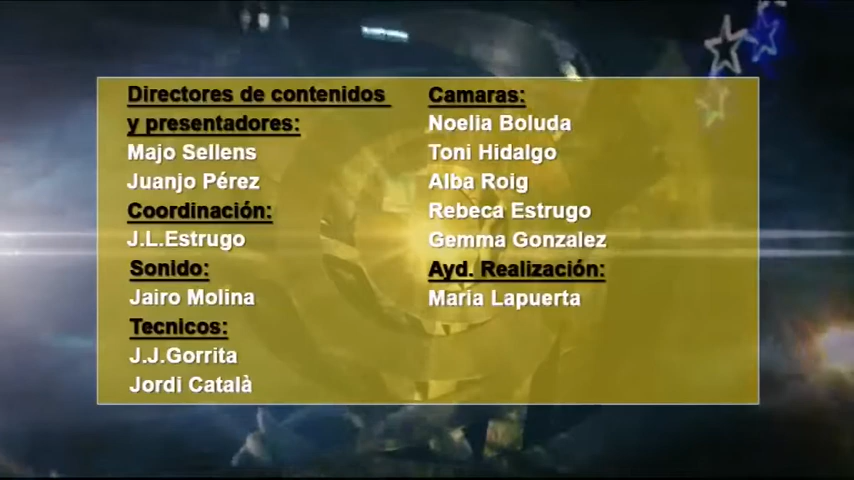 Directores de contenidos
y presentadores:
Majo Sellens
Juanjo Pérez
Coordinación:
J.L.Estrugo
Sonido:
Jairo Molina
Tecnicos:
J.J.Gorrita
Jordi Català
Camaras:
Noelia Boluda
Toni Hidalgo
Alba Roig
Rebeca Estrugo
Gemma Gonzalez
Ayd. Realización:
Maria Lapuerta